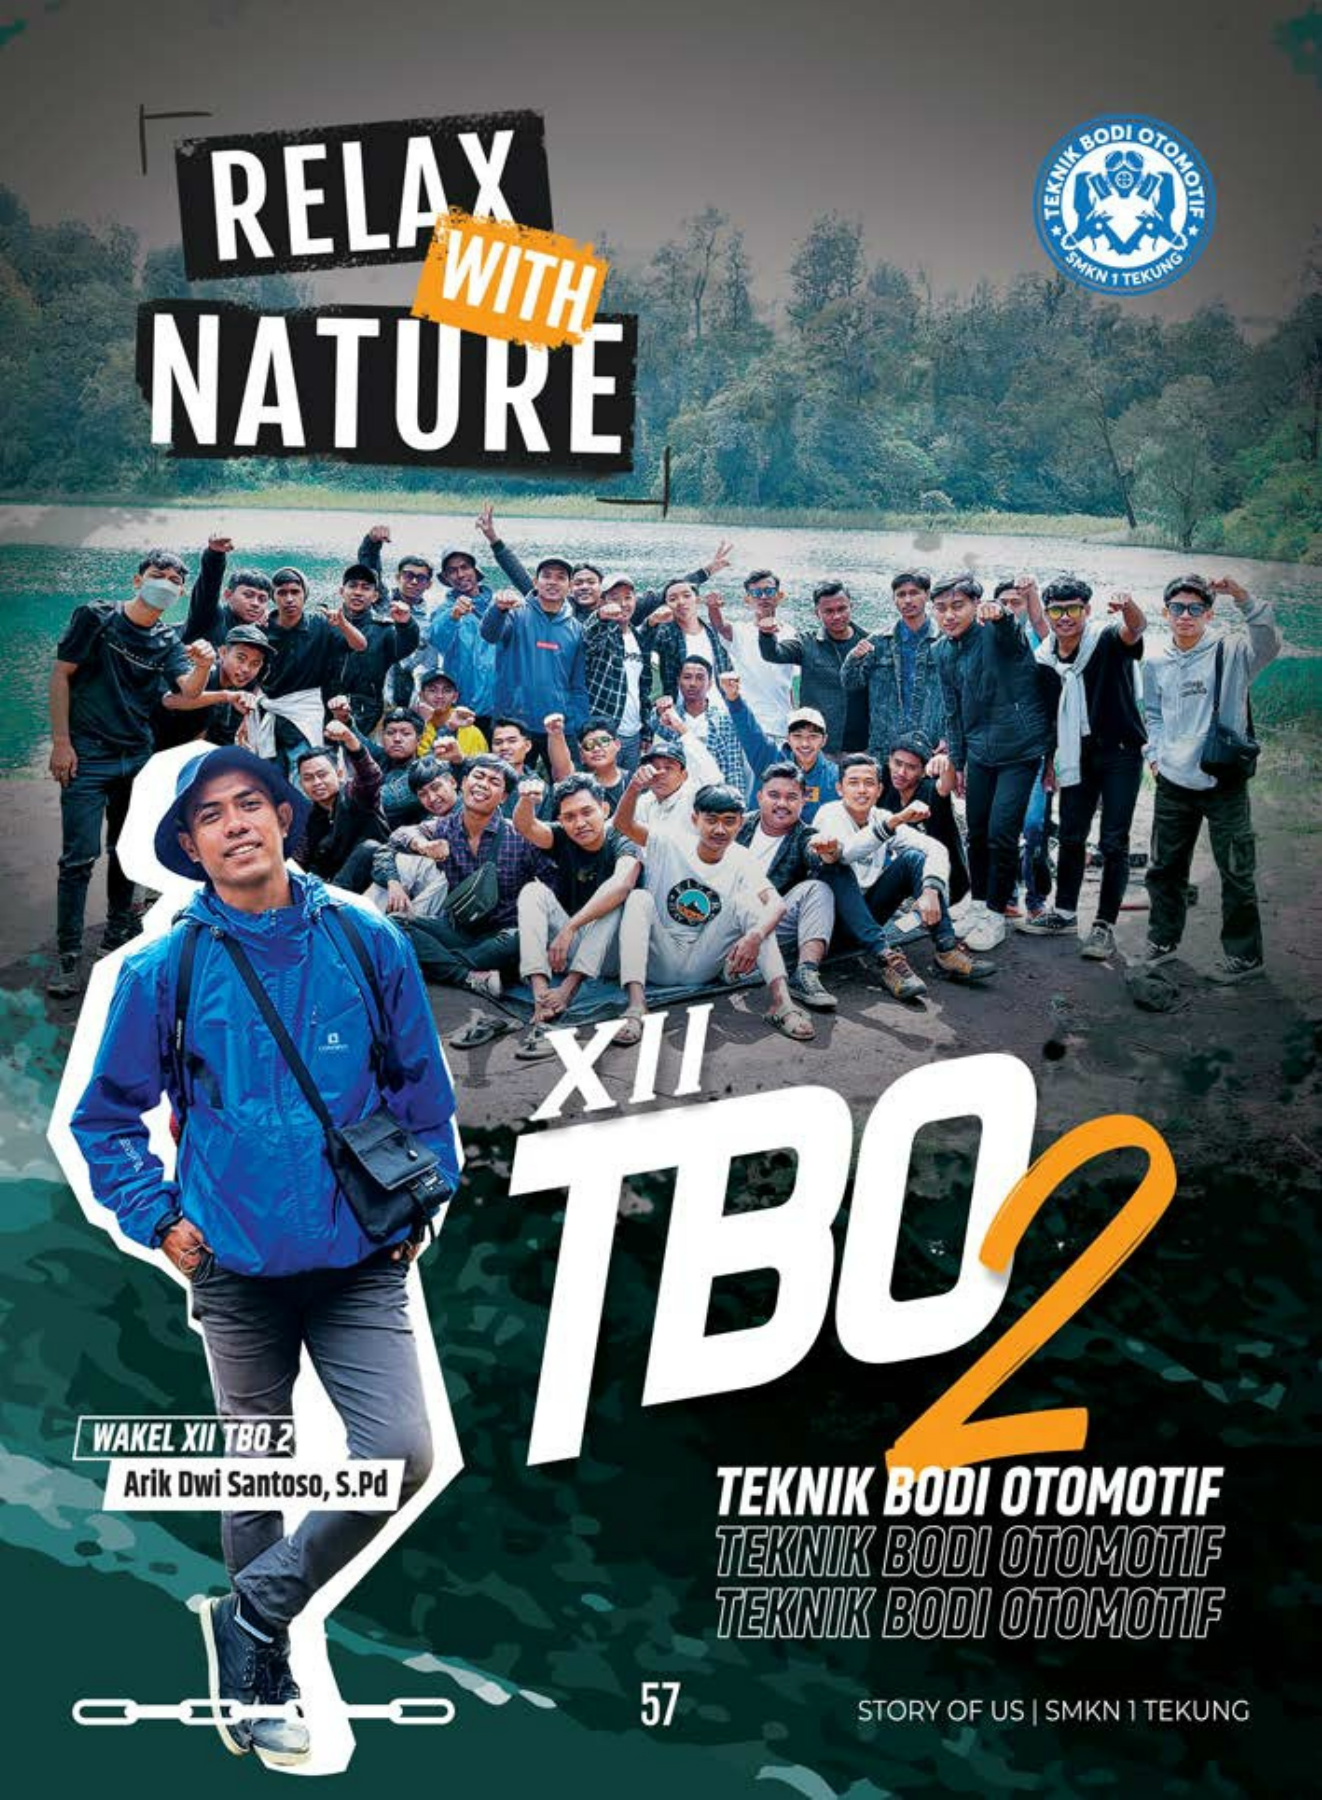 RELAX
WITH
NATURE
TEKNIK BODI OTOMOTIF
SMKN 1 TEKUNG
XII
TBO 2
WAKEL XII TBO 2
Arik Dwi Santoso, S.Pd
TEKNIK BODI OTOMOTIF
TEKNIK BODI OTOMOTIF
TEKNIK BODI OTOMOTIF
57
STORY OF US | SMKN 1 TEKUNG